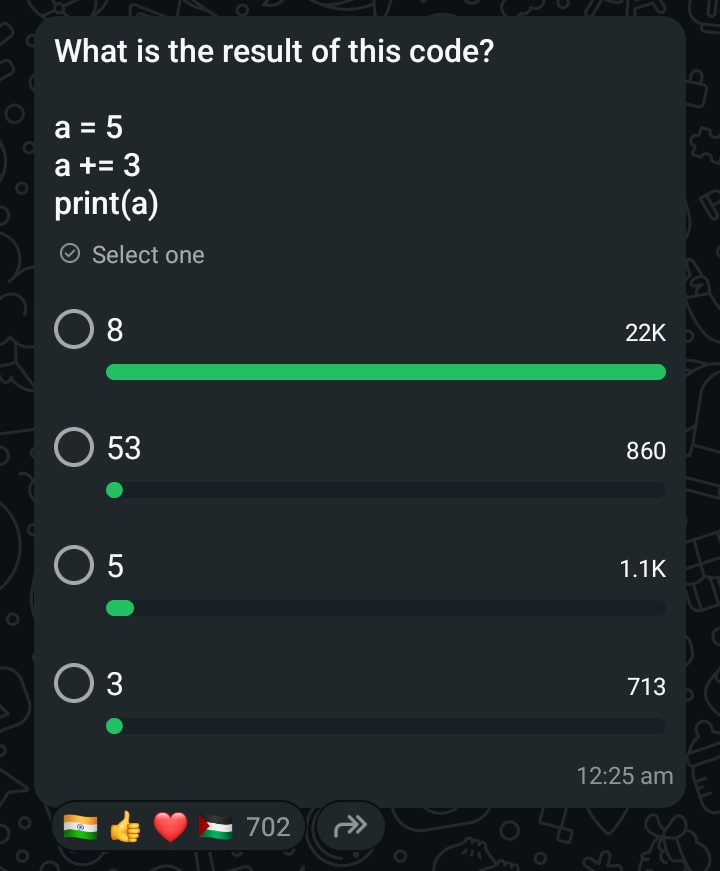 What is the result of this code?
a = 5
a += 3
print(a)
Select one
8 22K
53 860
5 1.1K
3 713
12:25 am
702